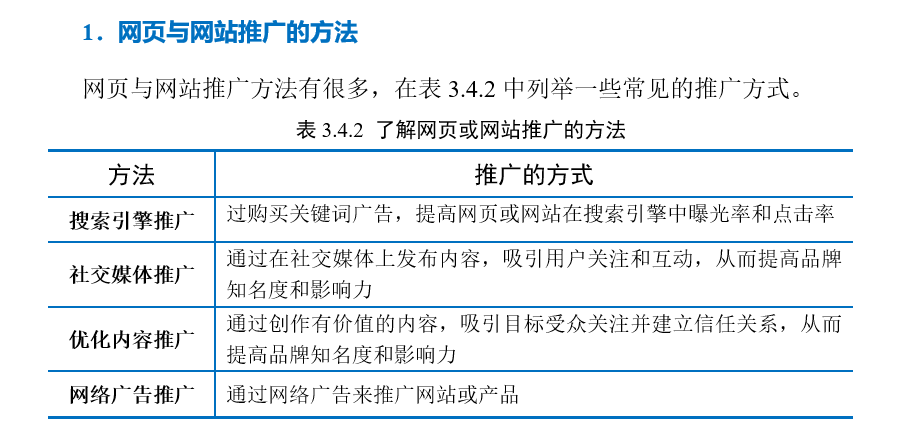 1．网页与网站推广的方法
网页与网站推广方法有很多，在表 3.4.2 中列举一些常见的推广方式。
表 3.4.2 了解网页或网站推广的方法
方法 推广的方式
搜索引擎推广 过购买关键词广告，提高网页或网站在搜索引擎中曝光率和点击率
社交媒体推广 通过在社交媒体上发布内容，吸引用户关注和互动，从而提高品牌
知名度和影响力
优化内容推广 通过创作有价值的内容，吸引目标受众关注并建立信任关系，从而
提高品牌知名度和影响力
网络广告推广 通过网络广告来推广网站或产品